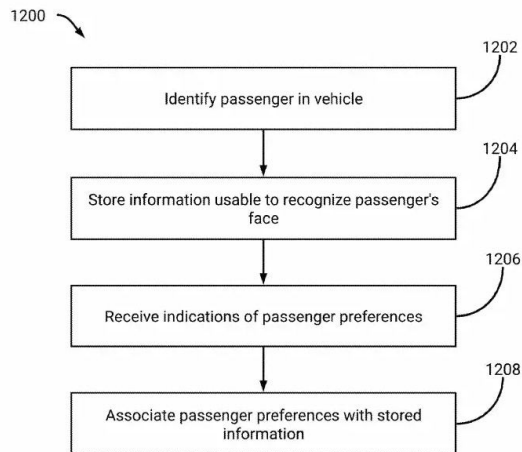 1200
1202
Identify passenger in vehicle
1204
Store information usable to recognize passenger's
face
1206
Receive indications of passenger preferences
1208
Associate passenger preferences with stored
information